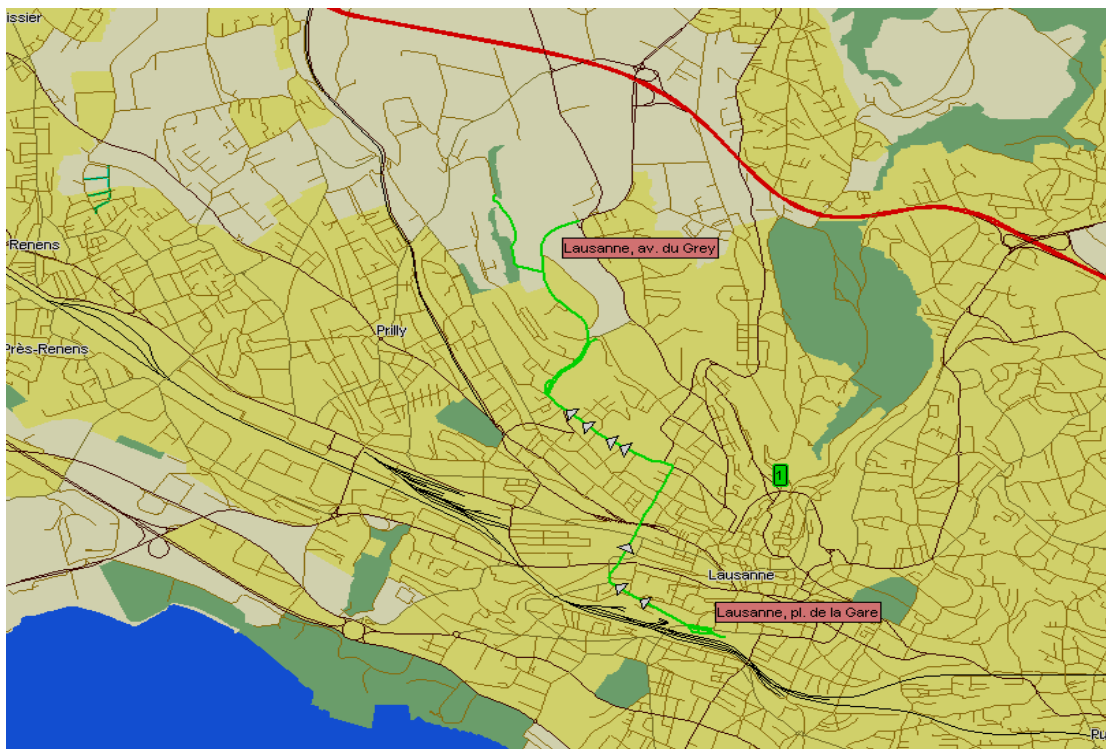 issier
Renens
Lausanne, av. du Grey
Prilly
Près-Renens
1
Lausanne
Lausanne, pl. de la Gare
Pu